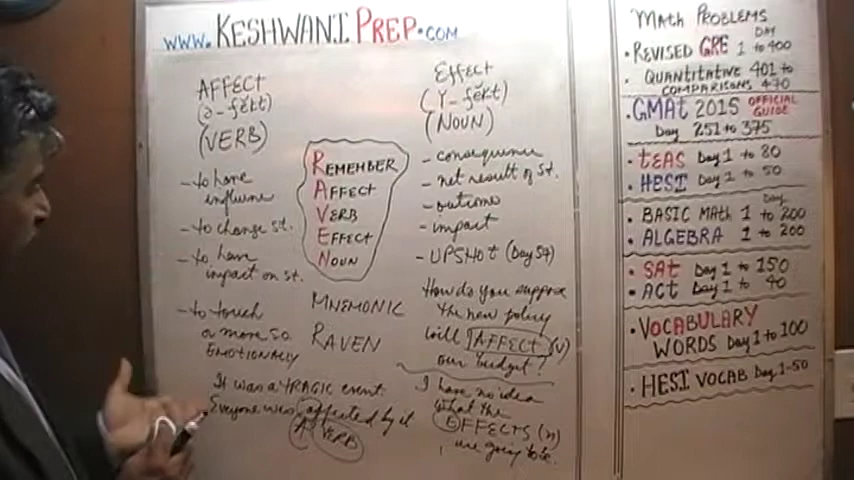 www.KESHWANI PREP.COM
AFFECT
(ə-fĕkt)
(VERB)
- to have
influence
- to change st.
- to have
impact on st.
- to touch
or more so
EMOTIONALLY
REMEMBER
AFFECT
VERB
EFFECT
NOUN
MNEMONIC
RAVEN
Effect
(Y-fĕkt)
(NOUN)
- consequence
- net result of st.
- outcome
- impact
- UPSHOT (Day 54)
How do you suppose
the new policy
will AFFECT (V)
our budget?
It was a TRAGIC event.
Everyone was affected by it
A VERB
I have no idea
what the
EFFECTS (n)
are going to be.
Math PROBLEMS
DAY
• REVISED GRE 1 to 400
• QUANTITATIVE 401 to
COMPARISONS 470
• GMAt 2015 OFFICIAL
GUIDE
Day 251 to 375
• tEAS Day 1 to 80
• HESI Day 1 to 50
Day
• BASIC MAth 1 to 200
• ALGEBRA 1 to 200
• SAt Day 1 to 150
• ACt Day 1 to 40
• VOCABULARY
WORDS Day 1 to 100
• HESI VOCAB Day 1-50